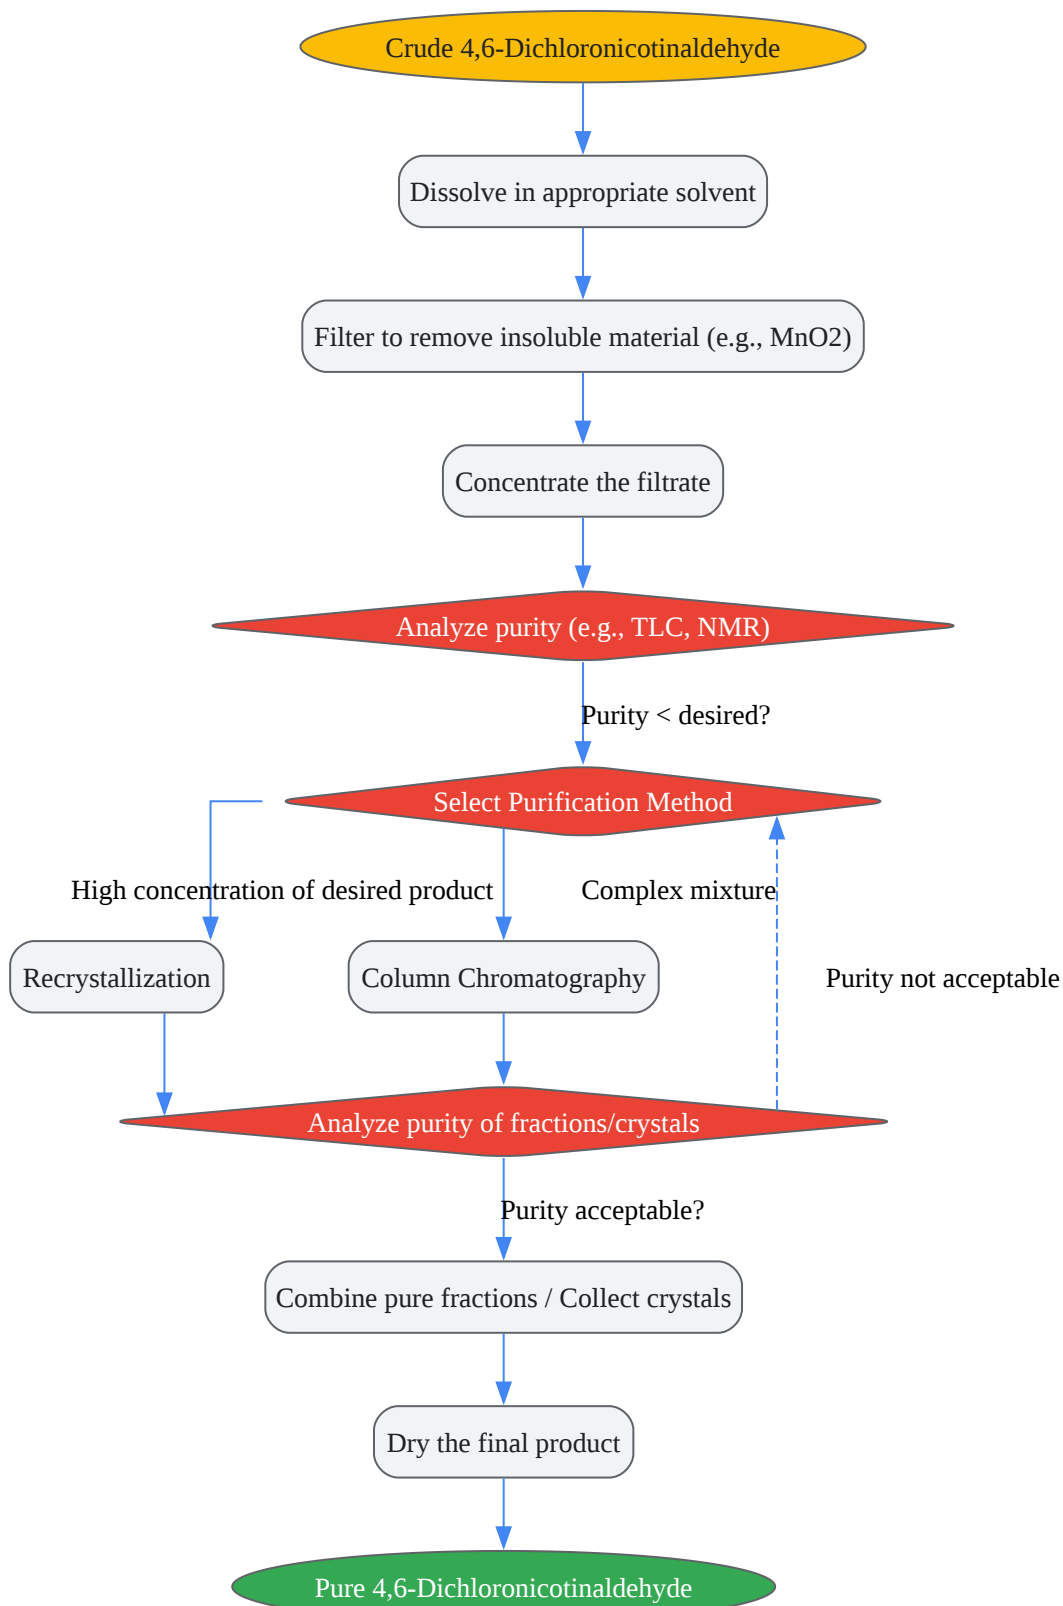 Crude 4,6-Dichloronicotinaldehyde
Dissolve in appropriate solvent
Filter to remove insoluble material (e.g., MnO2)
Concentrate the filtrate
Analyze purity (e.g., TLC, NMR)
Purity < desired?
Select Purification Method
High concentration of desired product
Complex mixture
Recrystallization
Column Chromatography
Purity not acceptable
Analyze purity of fractions/crystals
Purity acceptable?
Combine pure fractions / Collect crystals
Dry the final product
Pure 4,6-Dichloronicotinaldehyde